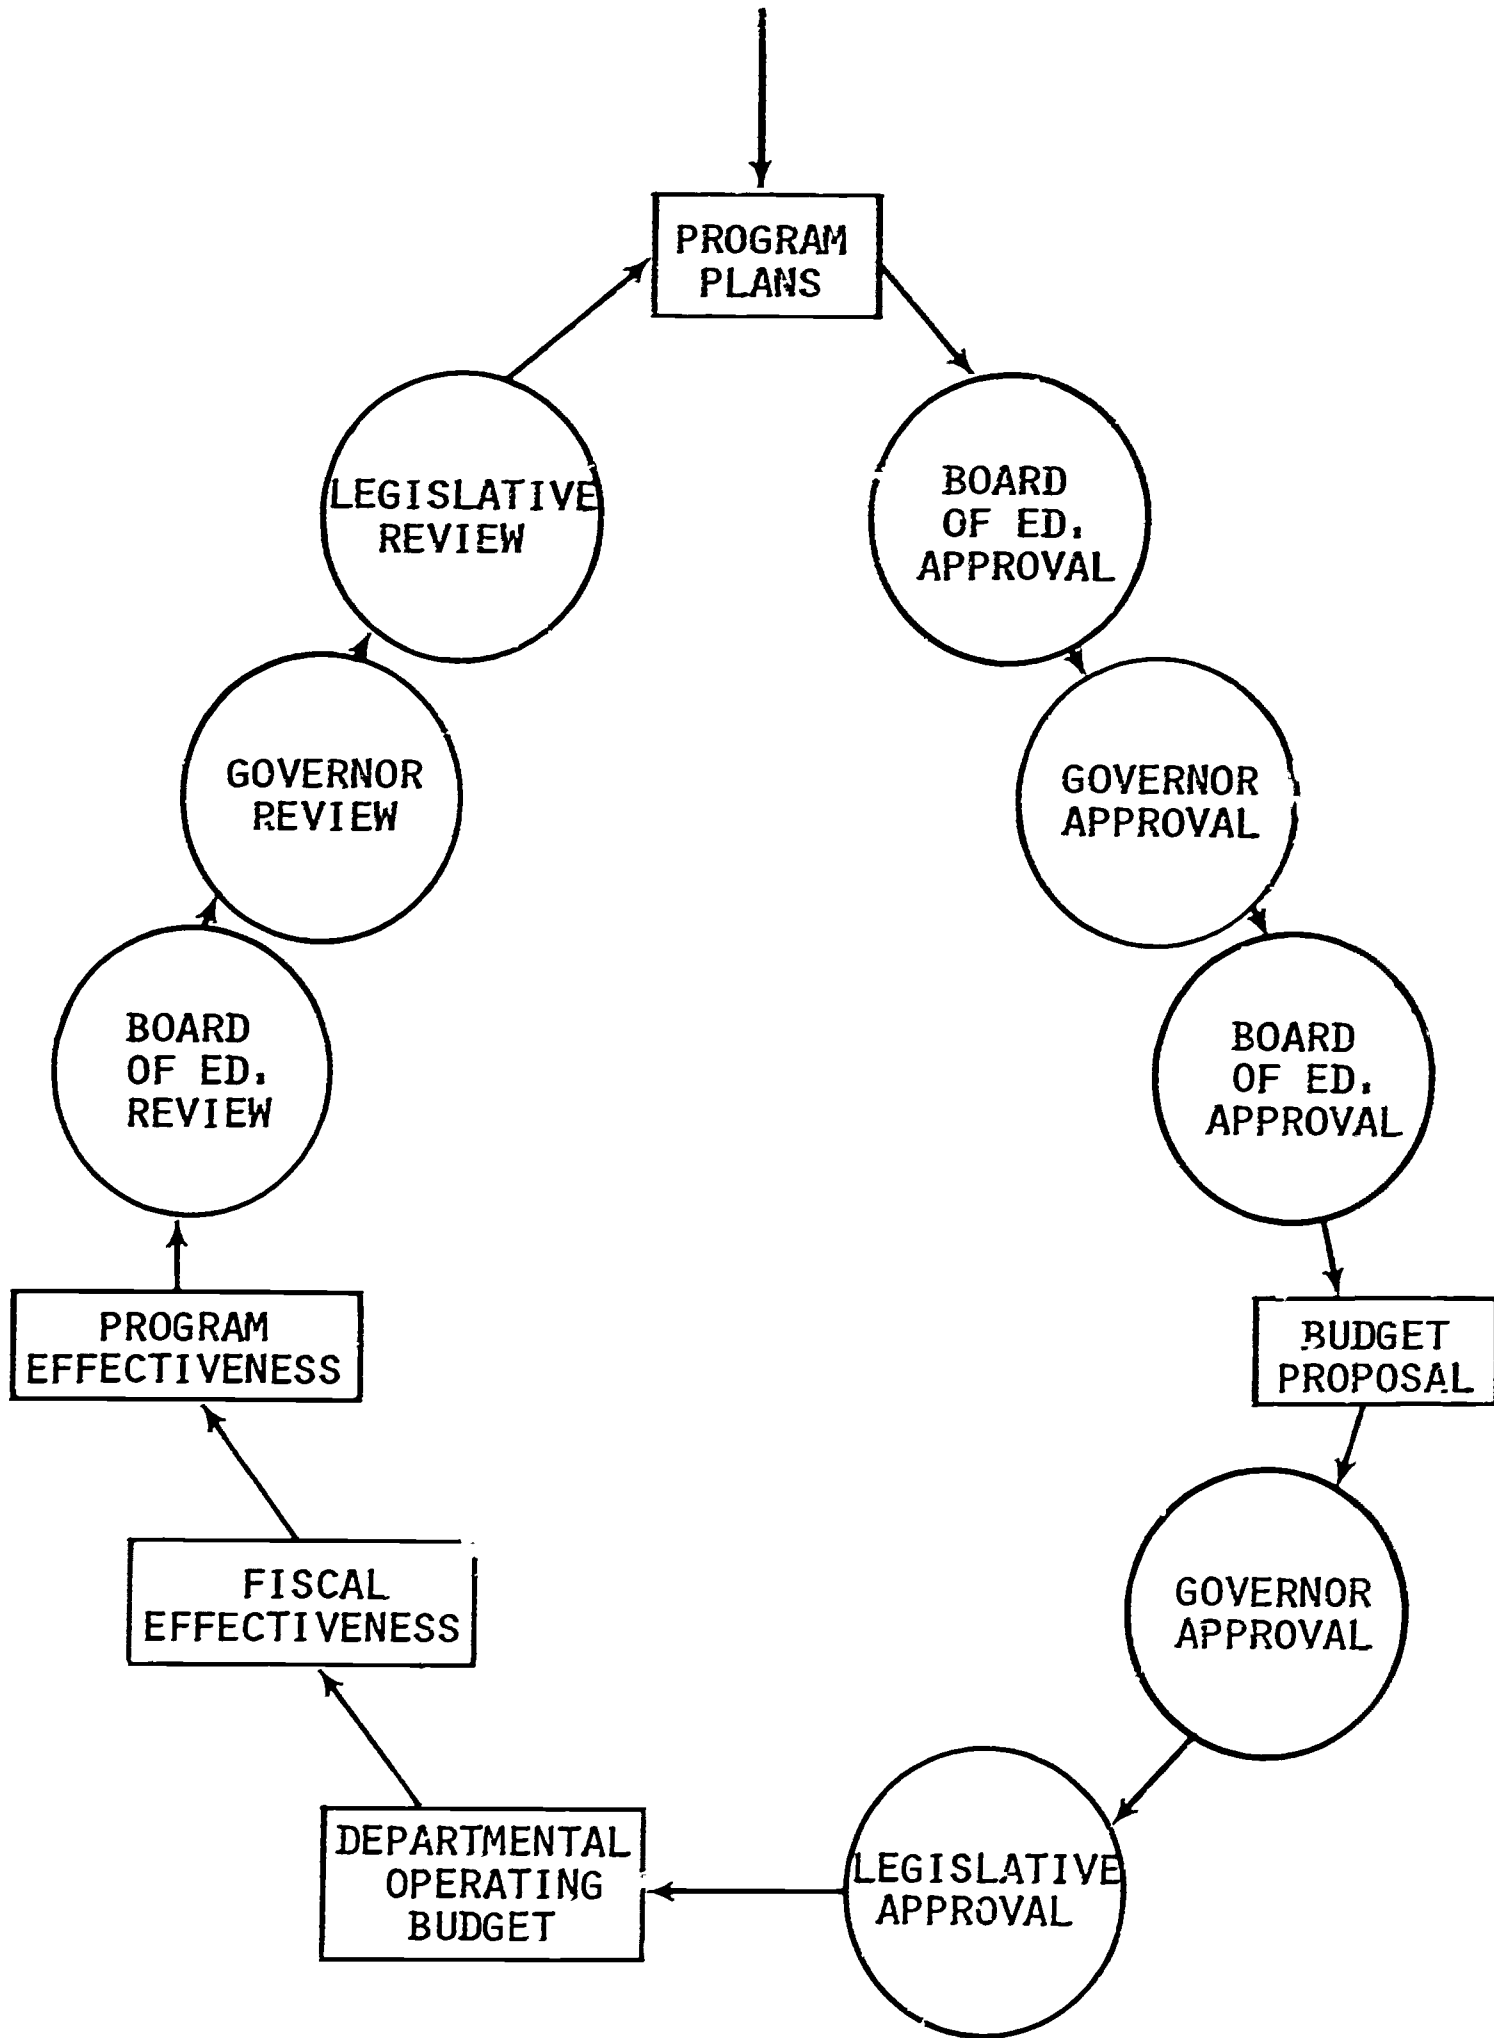 PROGRAM
PLANS
BOARD
OF ED.
APPROVAL
GOVERNOR
APPROVAL
BOARD
OF ED.
APPROVAL
BUDGET
PROPOSAL
GOVERNOR
APPROVAL
LEGISLATIVE
APPROVAL
DEPARTMENTAL
OPERATING
BUDGET
FISCAL
EFFECTIVENESS
PROGRAM
EFFECTIVENESS
BOARD
OF ED.
REVIEW
GOVERNOR
REVIEW
LEGISLATIVE
REVIEW